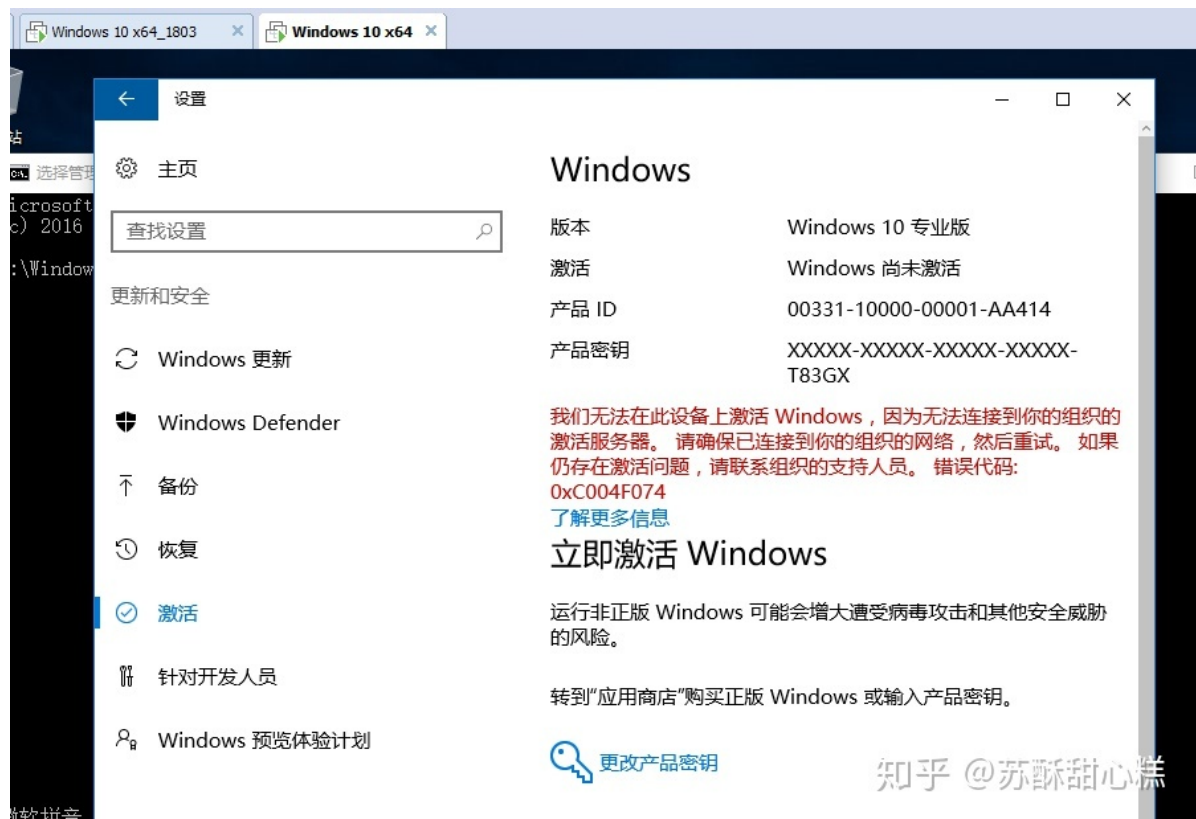 Windows 10 x64_1803
Windows 10 x64
设置
站
选择管理
icrosoft
c) 2016
:\Window
主页
查找设置
更新和安全
Windows 更新
Windows Defender
备份
恢复
激活
针对开发人员
Windows 预览体验计划
Windows
版本 Windows 10 专业版
激活 Windows 尚未激活
产品 ID 00331-10000-00001-AA414
产品密钥 XXXXX-XXXXX-XXXXX-XXXXX-
T83GX
我们无法在此设备上激活 Windows，因为无法连接到你的组织的
激活服务器。 请确保已连接到你的组织的网络，然后重试。 如果
仍存在激活问题，请联系组织的支持人员。 错误代码:
0xC004F074
了解更多信息
立即激活 Windows
运行非正版 Windows 可能会增大遭受病毒攻击和其他安全威胁
的风险。
转到“应用商店”购买正版 Windows 或输入产品密钥。
更改产品密钥
知乎 @苏酥甜心糕